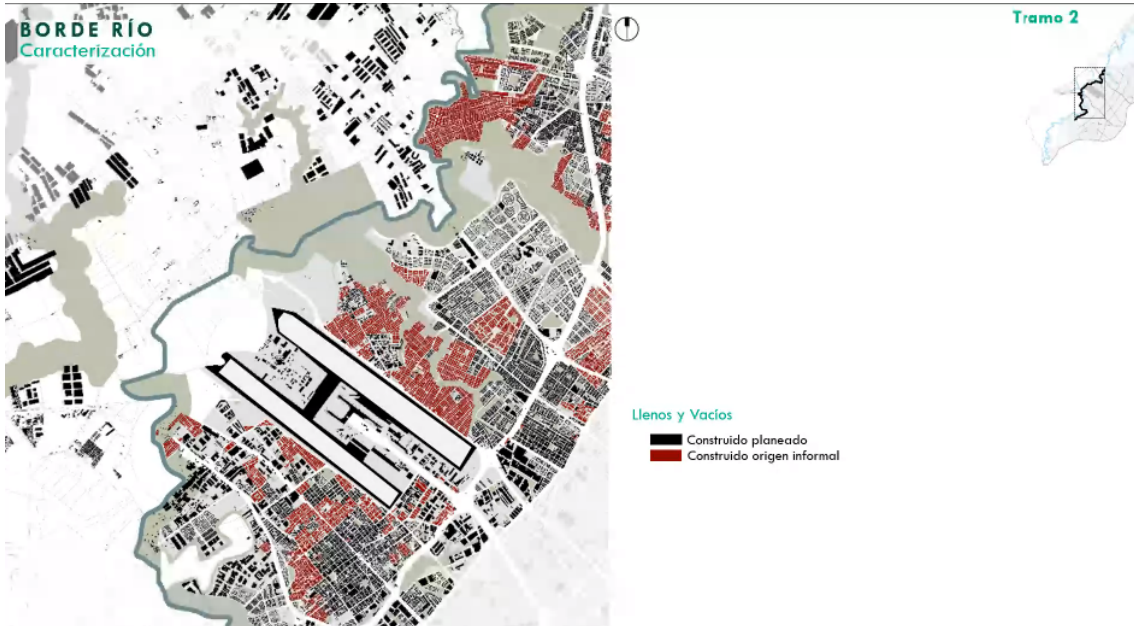 BORDE RÍO
Caracterización
Tramo 2
Llenos y Vacíos
Construido planeado
Construido origen informal